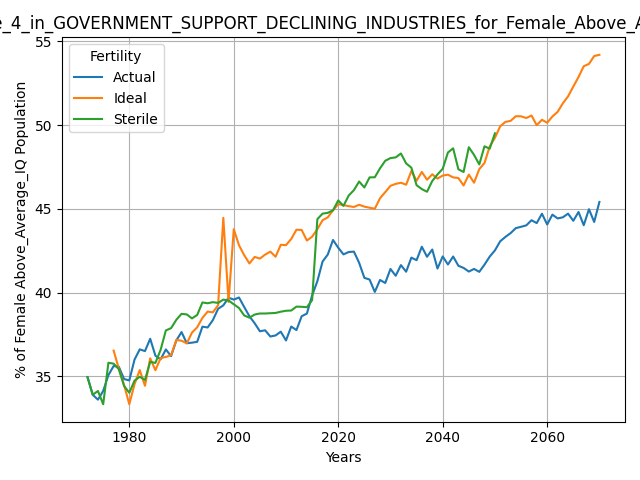 _4_in_GOVERNMENT_SUPPORT_DECLINING_INDUSTRIES_for_Female_Above_A
Fertility
Actual
Ideal
Sterile
% of Female Above_Average_IQ Population
55
50
45
40
35
1980
2000
2020
2040
2060
Years